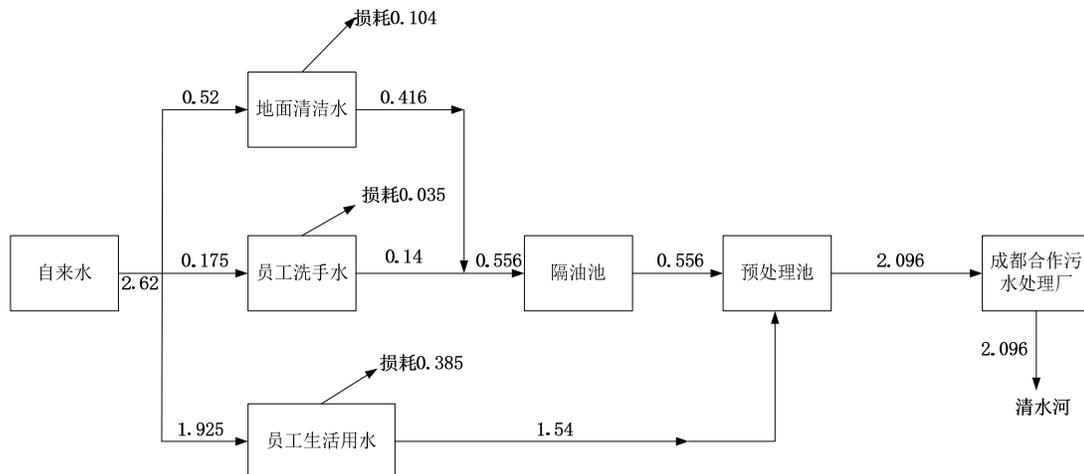 损耗0.104
0.52
地面清洁水
0.416
损耗0.035
自来水
2.62
0.175
员工洗手水
0.14
0.556
隔油池
0.556
预处理池
2.096
成都合作污
水处理厂
2.096
清水河
损耗0.385
1.925
员工生活用水
1.54